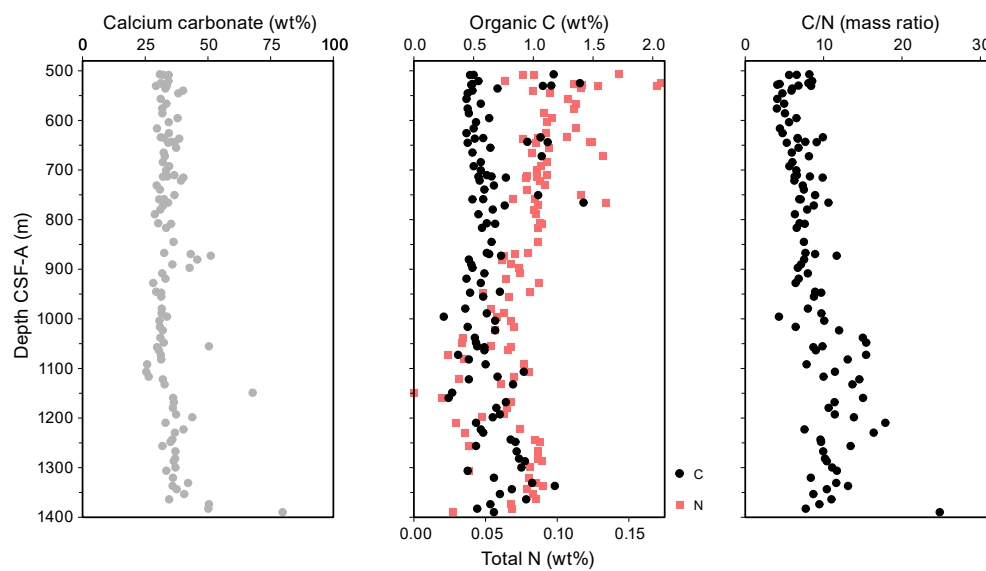 Calcium carbonate (wt%)
0 25 50 75 100
Organic C (wt%)
0.0 0.5 1.0 1.5 2.0
C/N (mass ratio)
0 10 20 30
Depth CSF-A (m)
500
600
700
800
900
1000
1100
1200
1300
1400
C
N
0.00 0.05 0.10 0.15
Total N (wt%)